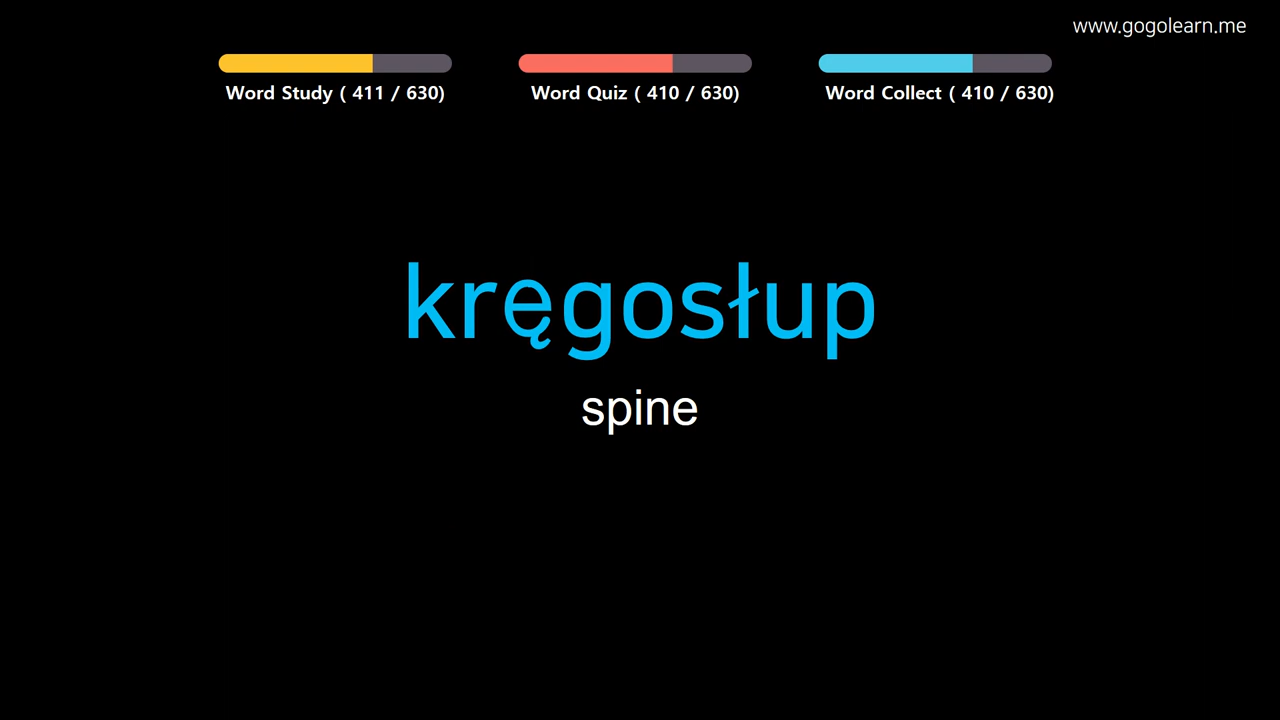 www.gogolearn.me
Word Study ( 411 / 630)
Word Quiz ( 410 / 630)
Word Collect ( 410 / 630)
kręgosłup
spine